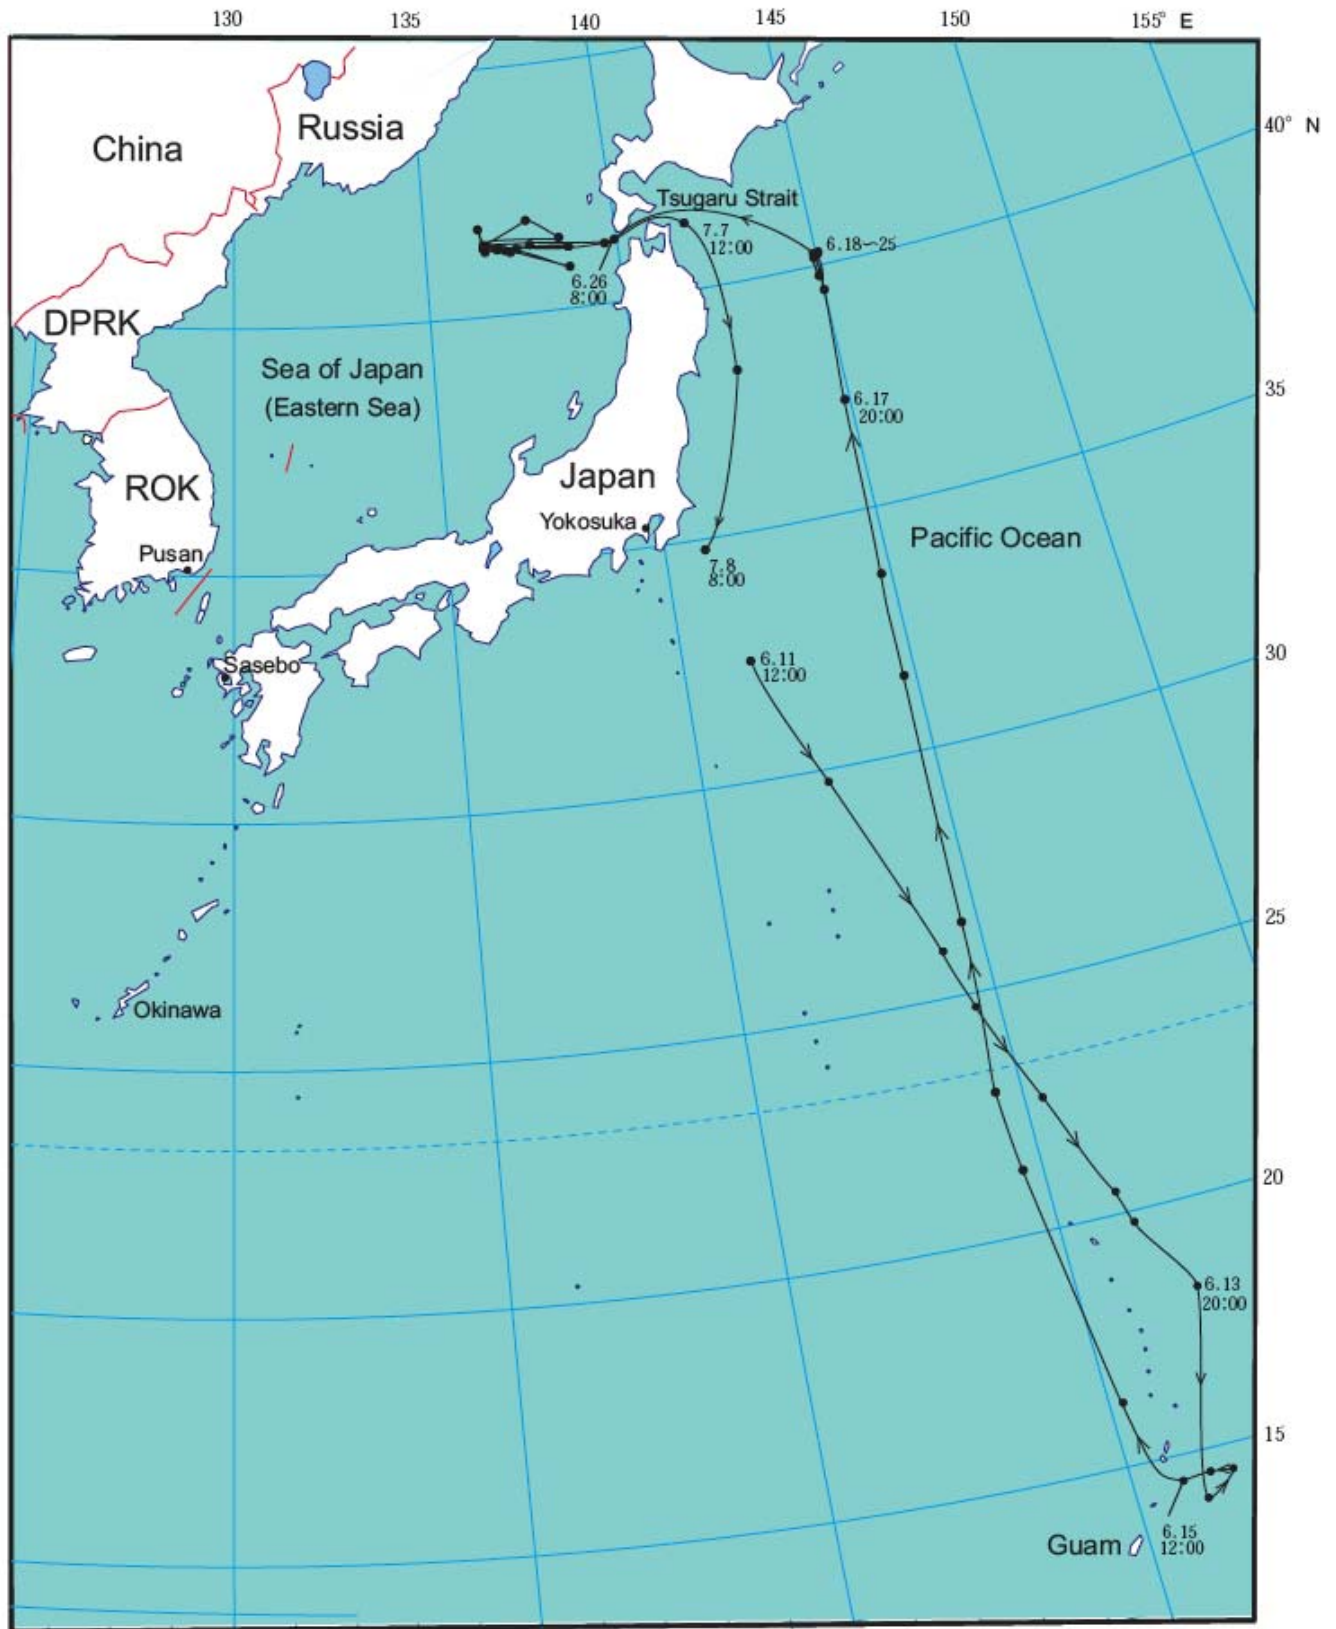 130 135 140 145 150 155° E
40° N
Russia
China
Tsugaru Strait
7.7
12:00
6.18~25
6.26
8:00
DPRK
Sea of Japan
(Eastern Sea)
35
6.17
20:00
ROK
Japan
Yokosuka
Pacific Ocean
Pusan
7.8
8:00
30
Sasebo
6.11
12:00
25
Okinawa
20
6.13
20:00
15
6.15
12:00
Guam